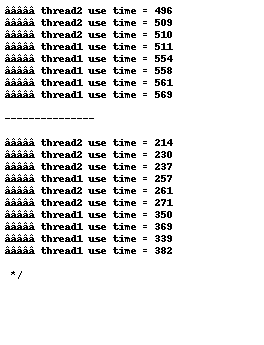 âââââ thread2 use time = 496
âââââ thread2 use time = 509
âââââ thread2 use time = 510
âââââ thread1 use time = 511
âââââ thread1 use time = 554
âââââ thread1 use time = 558
âââââ thread1 use time = 561
âââââ thread1 use time = 569
---------------
âââââ thread2 use time = 214
âââââ thread2 use time = 230
âââââ thread2 use time = 237
âââââ thread1 use time = 257
âââââ thread2 use time = 261
âââââ thread2 use time = 271
âââââ thread1 use time = 350
âââââ thread1 use time = 369
âââââ thread1 use time = 339
âââââ thread1 use time = 382
*/